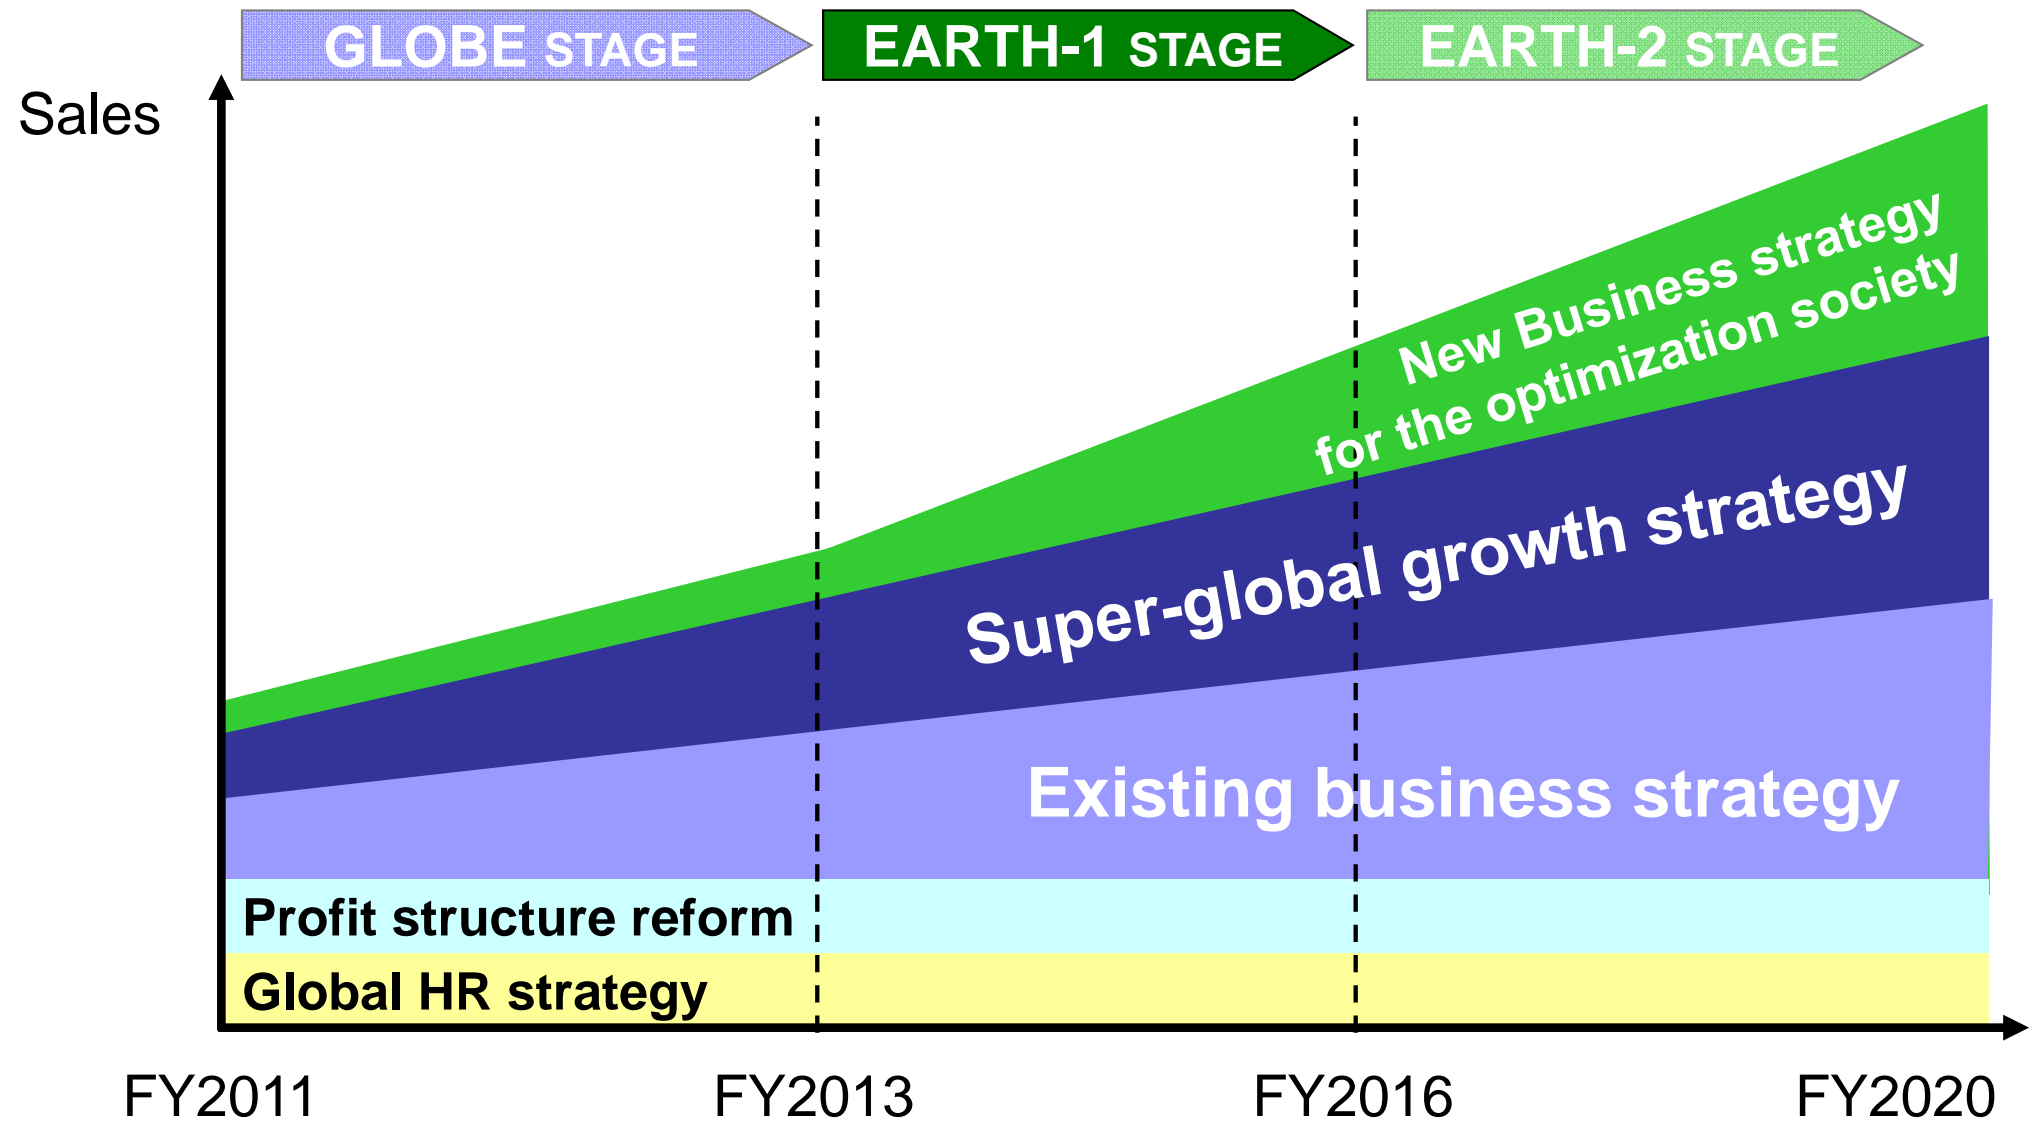 GLOBE STAGE
EARTH-1 STAGE
EARTH-2 STAGE
Sales
New Business strategy
for the optimization society
Super-global growth strategy
Existing business strategy
Profit structure reform
Global HR strategy
FY2011
FY2013
FY2016
FY2020